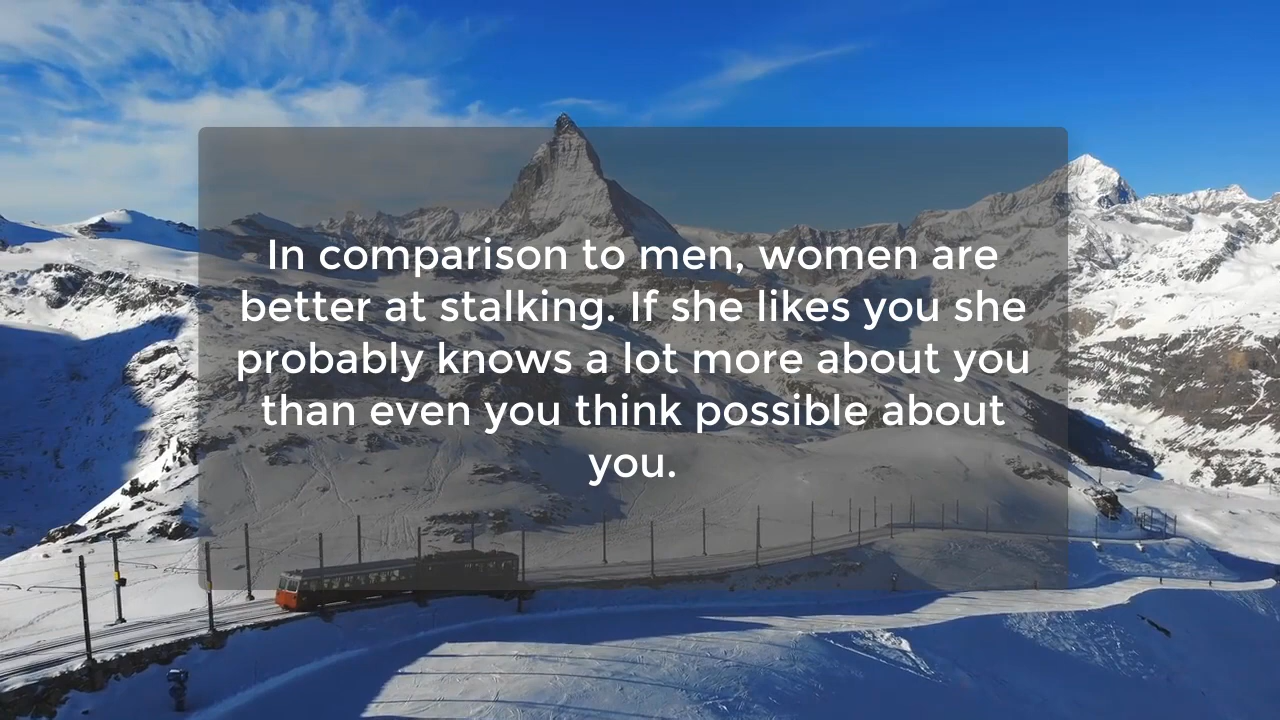 In comparison to men, women are
better at stalking. If she likes you she
probably knows a lot more about you
than even you think possible about
you.